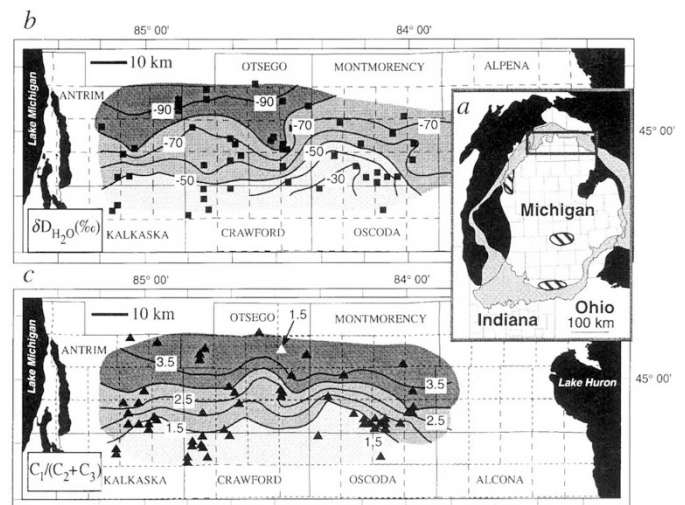 b
85° 00'
84° 00'
10 km
OTSEGO
MONTMORENCY
ALPENA
Lake Michigan
ANTRIM
-90
-90
-70
-70
-70
-50
-50
-30
45° 00'
δD H₂O(‰)
KALKASKA
CRAWFORD
OSCODA
a
Michigan
Indiana
Ohio
100 km
c
85° 00'
84° 00'
10 km
OTSEGO
1.5
MONTMORENCY
Lake Michigan
ANTRIM
3.5
3.5
2.5
2.5
1.5
1.5
Lake Huron
45° 00'
C₁/(C₂+C₃)
KALKASKA
CRAWFORD
OSCODA
ALCONA